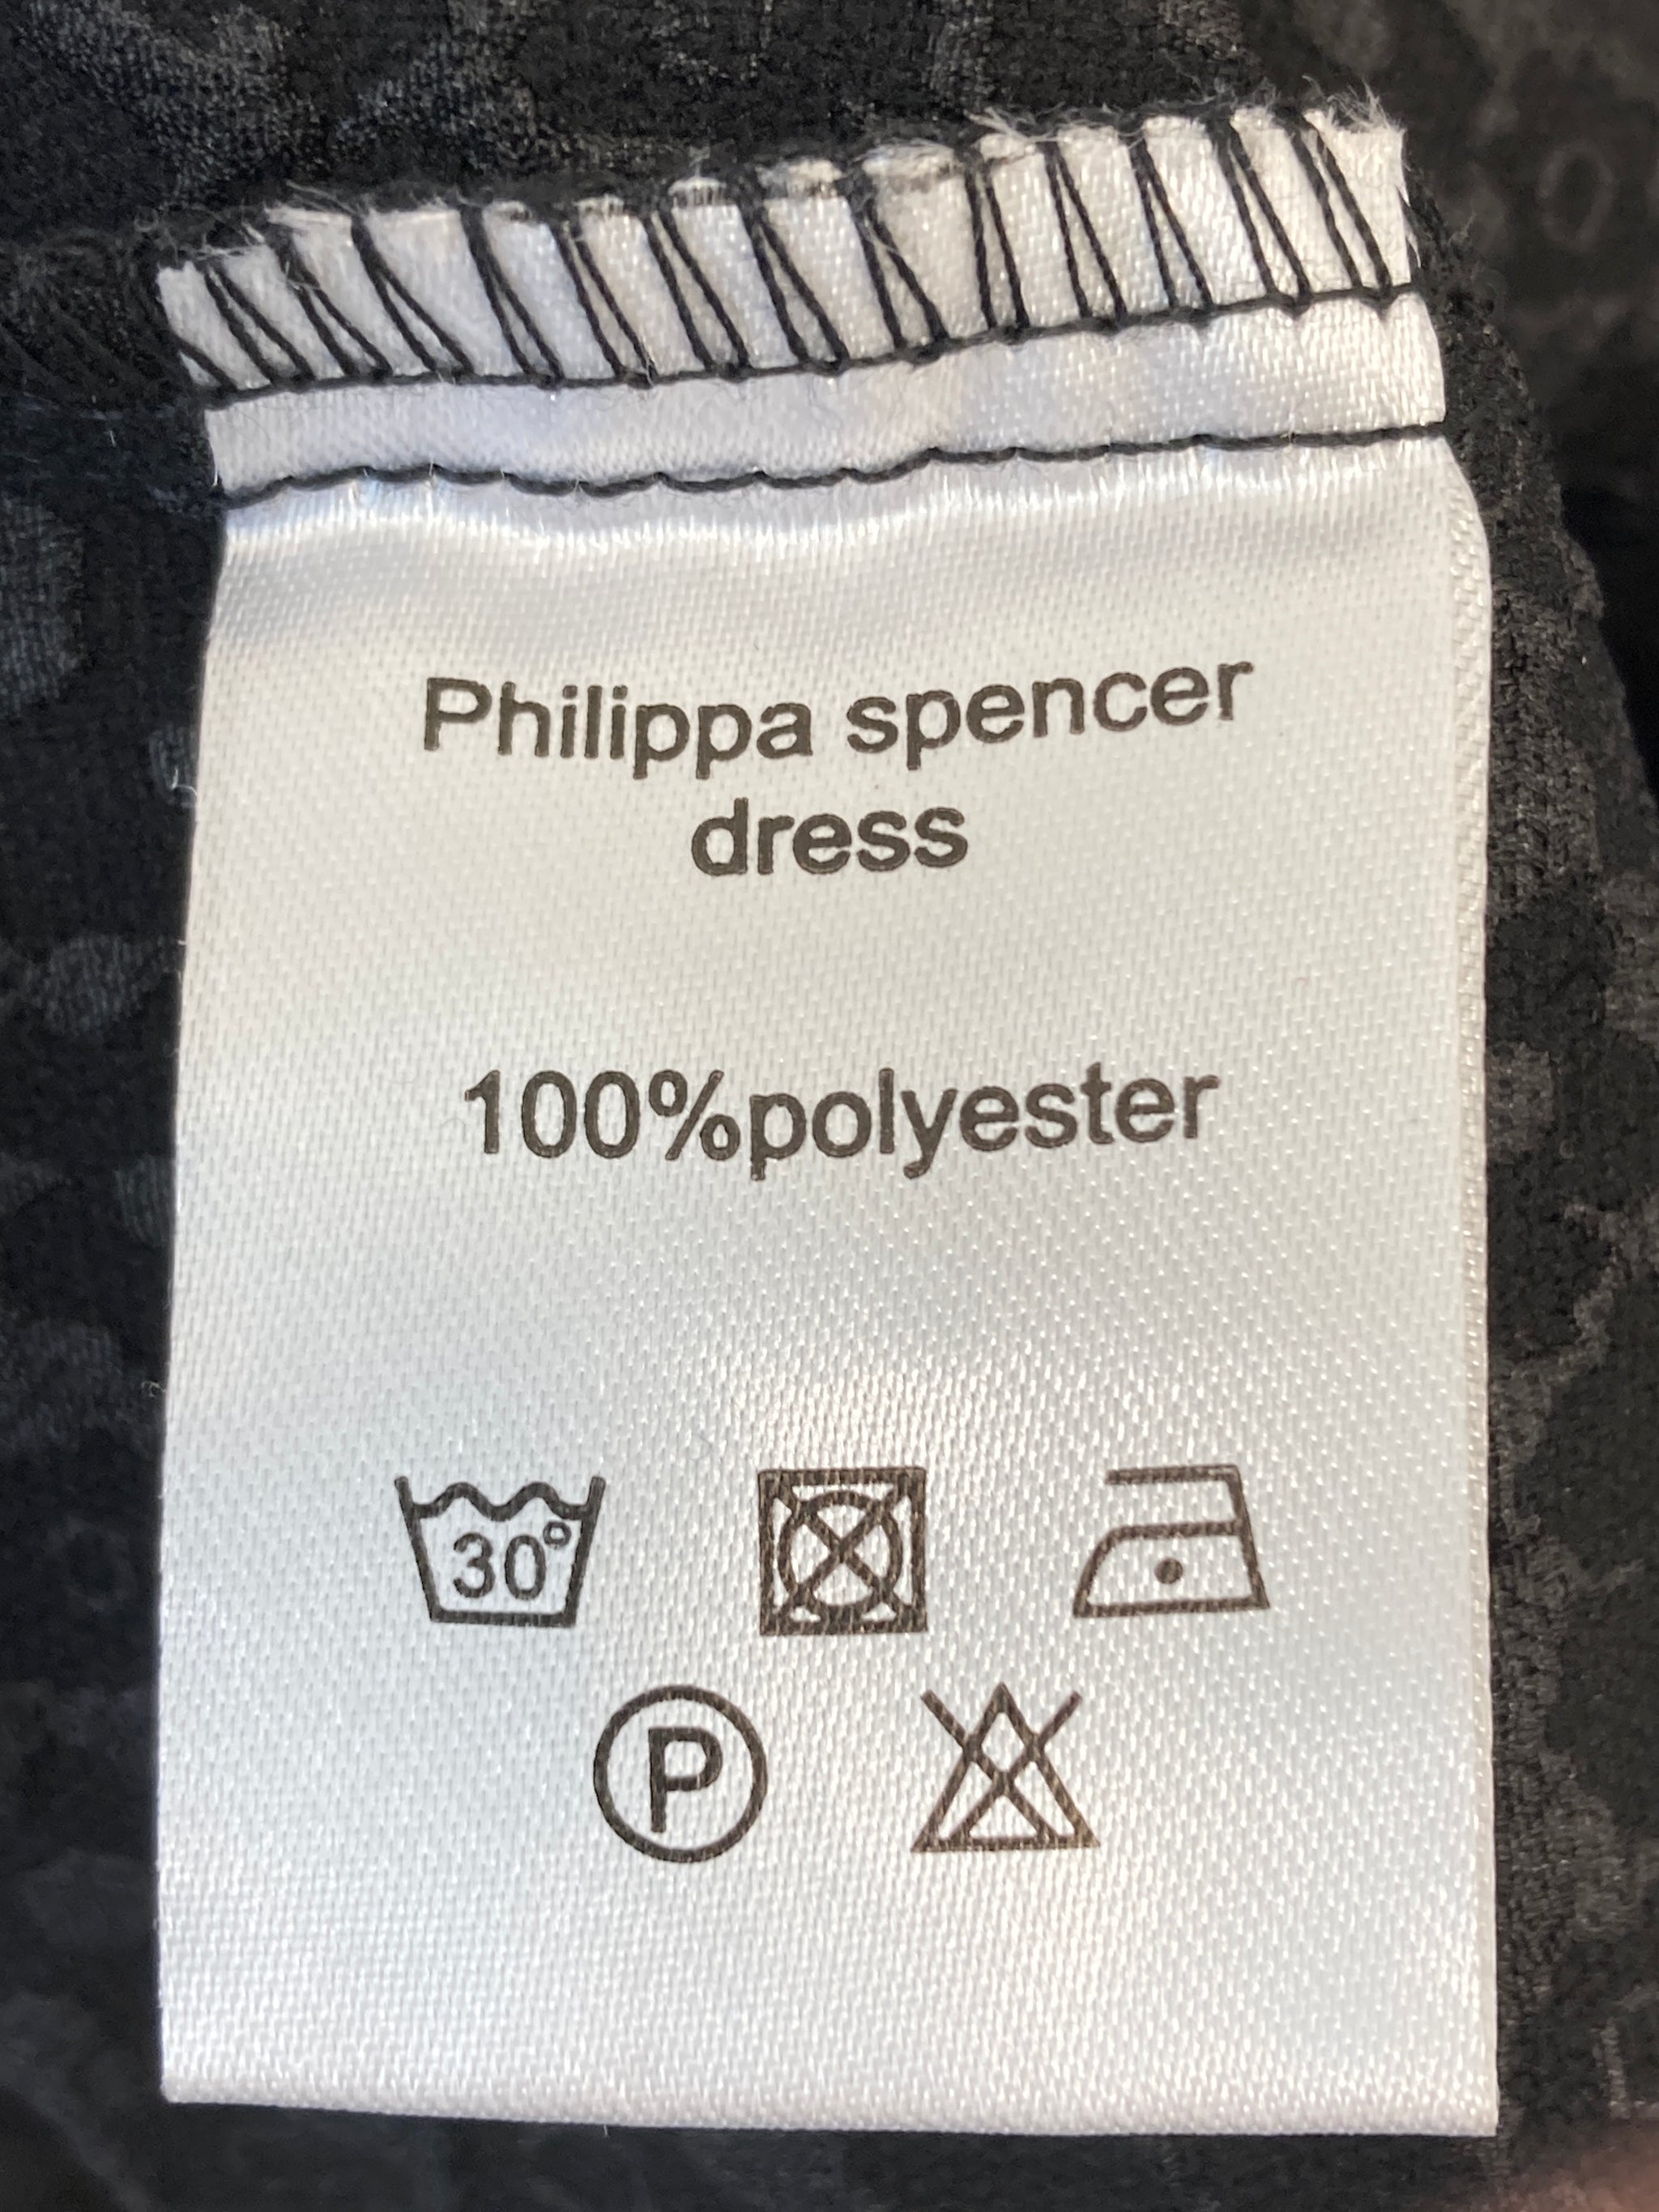 Philippa spencer
dress
100%polyester
30°
P